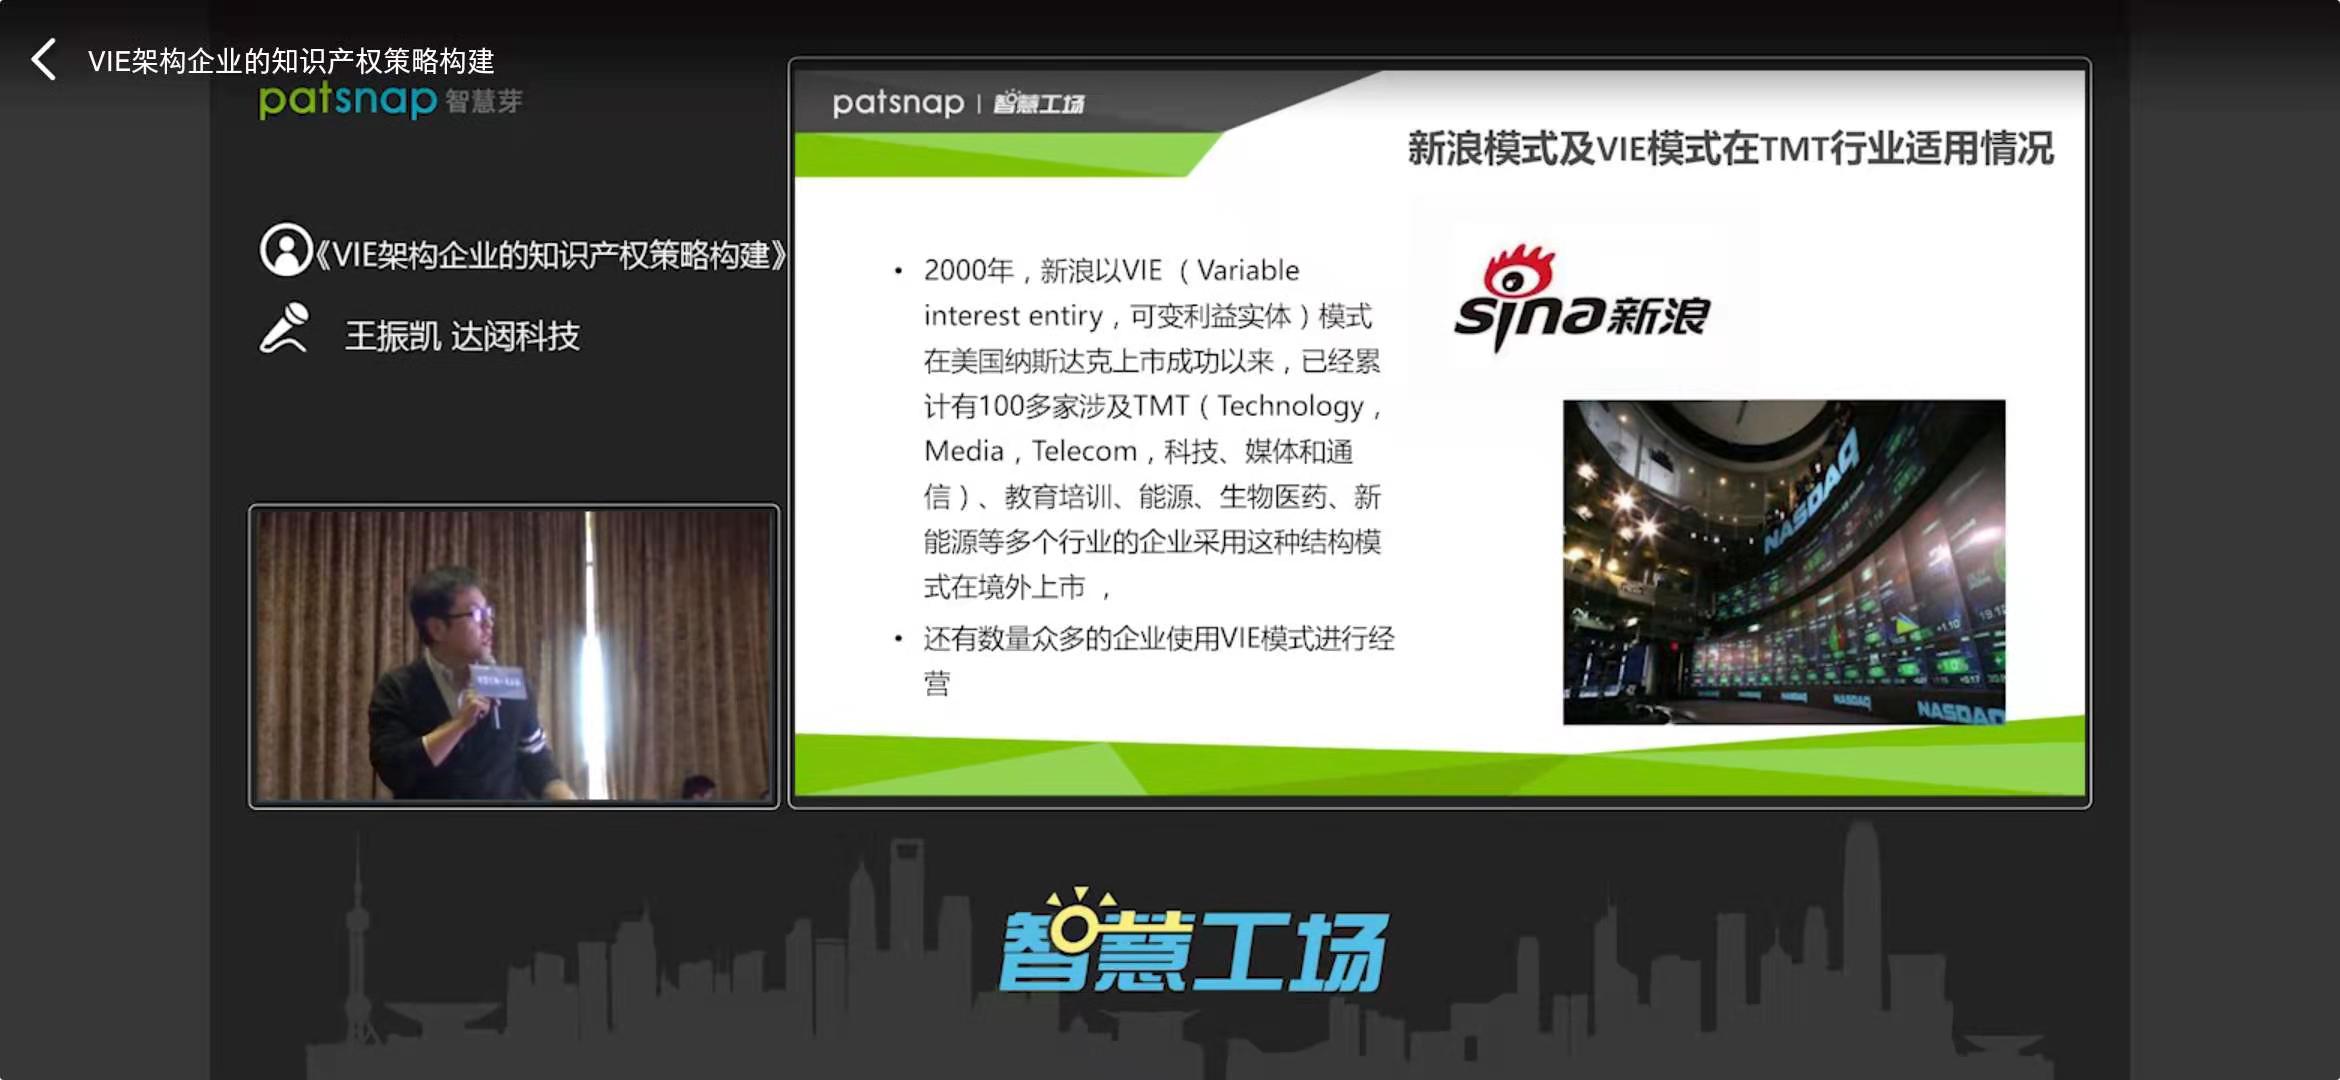 VIE架构企业的知识产权策略构建
patsnap 智慧芽
《VIE架构企业的知识产权策略构建》
王振凯 达闼科技
patsnap | 智慧工场
新浪模式及VIE模式在TMT行业适用情况
• 2000年，新浪以VIE （Variable
interest entiry，可变利益实体）模式
在美国纳斯达克上市成功以来，已经累
计有100多家涉及TMT（Technology，
Media，Telecom，科技、媒体和通
信）、教育培训、能源、生物医药、新
能源等多个行业的企业采用这种结构模
式在境外上市 ，
• 还有数量众多的企业使用VIE模式进行经
营
sina新浪
NASDAQ
NASDAQ
NASDAQ
智慧工场